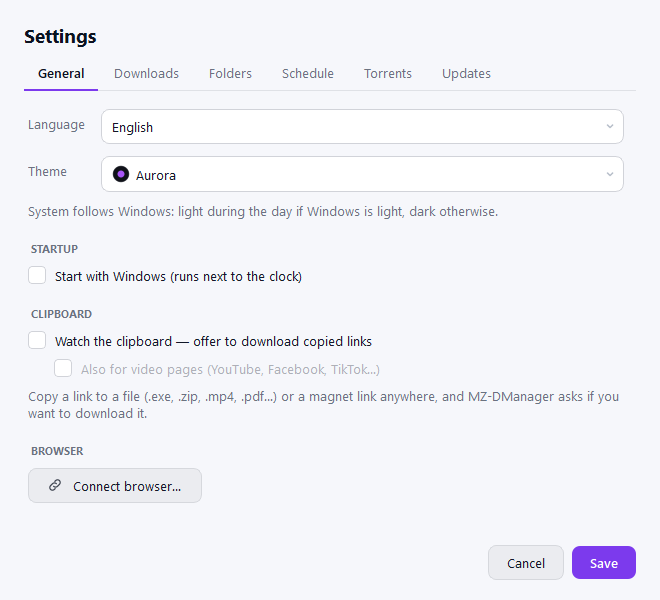 Settings
General Downloads Folders Schedule Torrents Updates
Language English
Theme Aurora
System follows Windows: light during the day if Windows is light, dark otherwise.
STARTUP
Start with Windows (runs next to the clock)
CLIPBOARD
Watch the clipboard — offer to download copied links
Also for video pages (YouTube, Facebook, TikTok...)
Copy a link to a file (.exe, .zip, .mp4, .pdf...) or a magnet link anywhere, and MZ-DManager asks if you
want to download it.
BROWSER
Connect browser...
Cancel Save